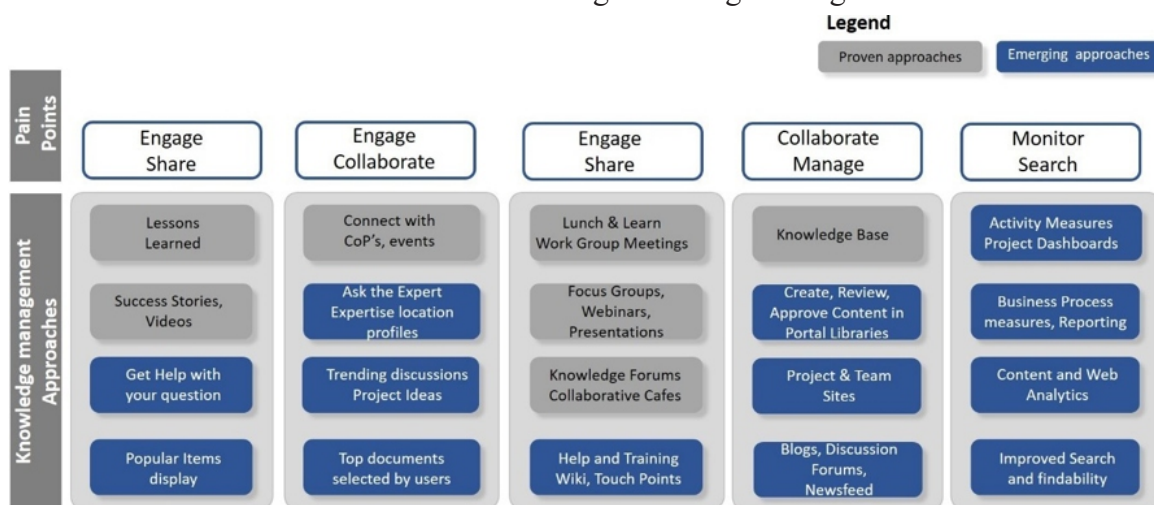 Legend
Proven approaches
Emerging approaches
Pain
Points
Engage
Share
Engage
Collaborate
Engage
Share
Collaborate
Manage
Monitor
Search
Knowledge management
Approaches
Lessons
Learned
Success Stories,
Videos
Get Help with
your question
Popular Items
display
Connect with
CoP's, events
Ask the Expert
Expertise location
profiles
Trending discussions
Project Ideas
Top documents
selected by users
Lunch & Learn
Work Group Meetings
Focus Groups,
Webinars,
Presentations
Knowledge Forums
Collaborative Cafes
Help and Training
Wiki, Touch Points
Knowledge Base
Create, Review,
Approve Content in
Portal Libraries
Project & Team
Sites
Blogs, Discussion
Forums,
Newsfeed
Activity Measures
Project Dashboards
Business Process
measures, Reporting
Content and Web
Analytics
Improved Search
and findability